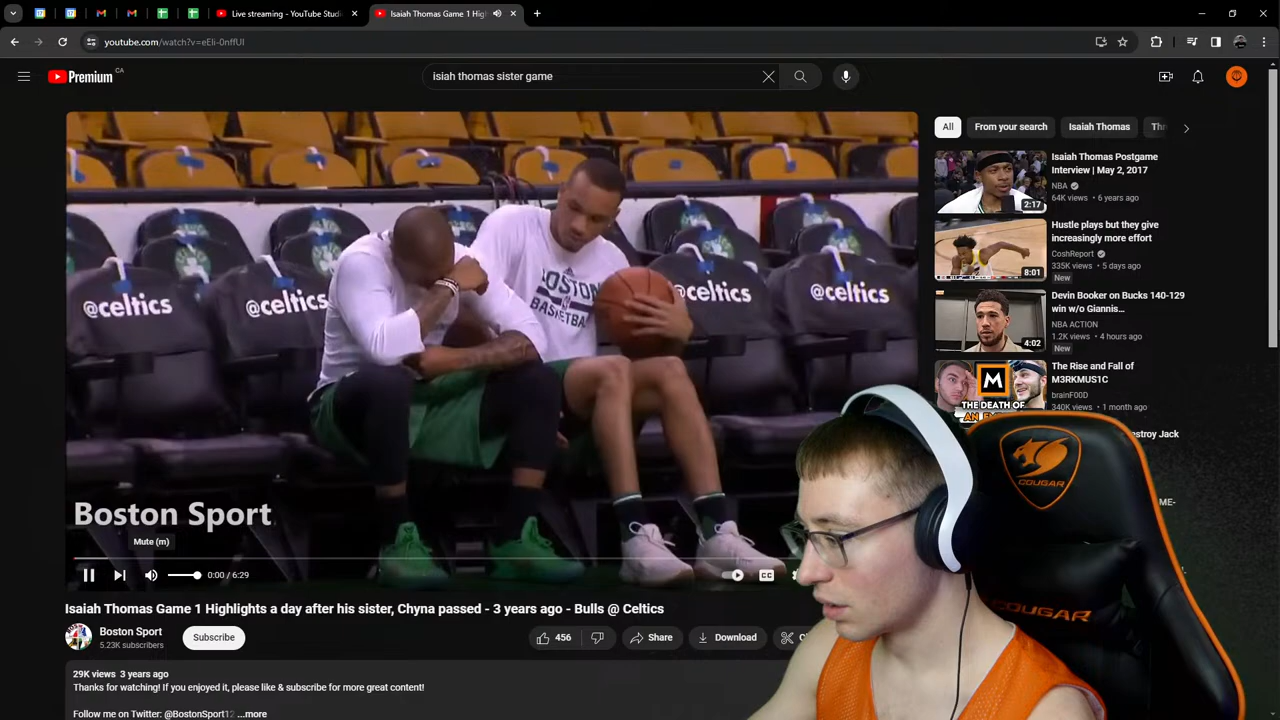 Live streaming - YouTube Studi
Isaiah Thomas Game 1 High
youtube.com/watch?v=eEli-0nffUI
Premium CA
isiah thomas sister game
All
From your search
Isaiah Thomas
Thr
@celtics
@celtics
@celtics
@celtics
BOSTON
BASKETBALL
Boston Sport
Mute (m)
0:00 / 6:29
CC
Isaiah Thomas Postgame
Interview | May 2, 2017
NBA
64K views • 6 years ago
2:17
Hustle plays but they give
increasingly more effort
CoshReport
335K views • 5 days ago
New
8:01
Devin Booker on Bucks 140-129
win w/o Giannis...
NBA ACTION
1.2K views • 4 hours ago
New
4:02
The Rise and Fall of
M3RKMUS1C
brainF00D
340K views • 1 month ago
M
THE DEATH OF
AN
estroy Jack
ME-
COUGAR
COUGAR
Isaiah Thomas Game 1 Highlights a day after his sister, Chyna passed - 3 years ago - Bulls @ Celtics
Boston Sport
5.23K subscribers
Subscribe
456
Share
Download
29K views 3 years ago
Thanks for watching! If you enjoyed it, please like & subscribe for more great content!
Follow me on Twitter: @BostonSport12 ...more